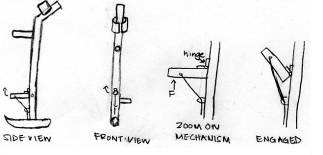 hinge
F
SIDE VIEW
FRONT VIEW
ZOOM ON
MECHANISM
ENGAGED